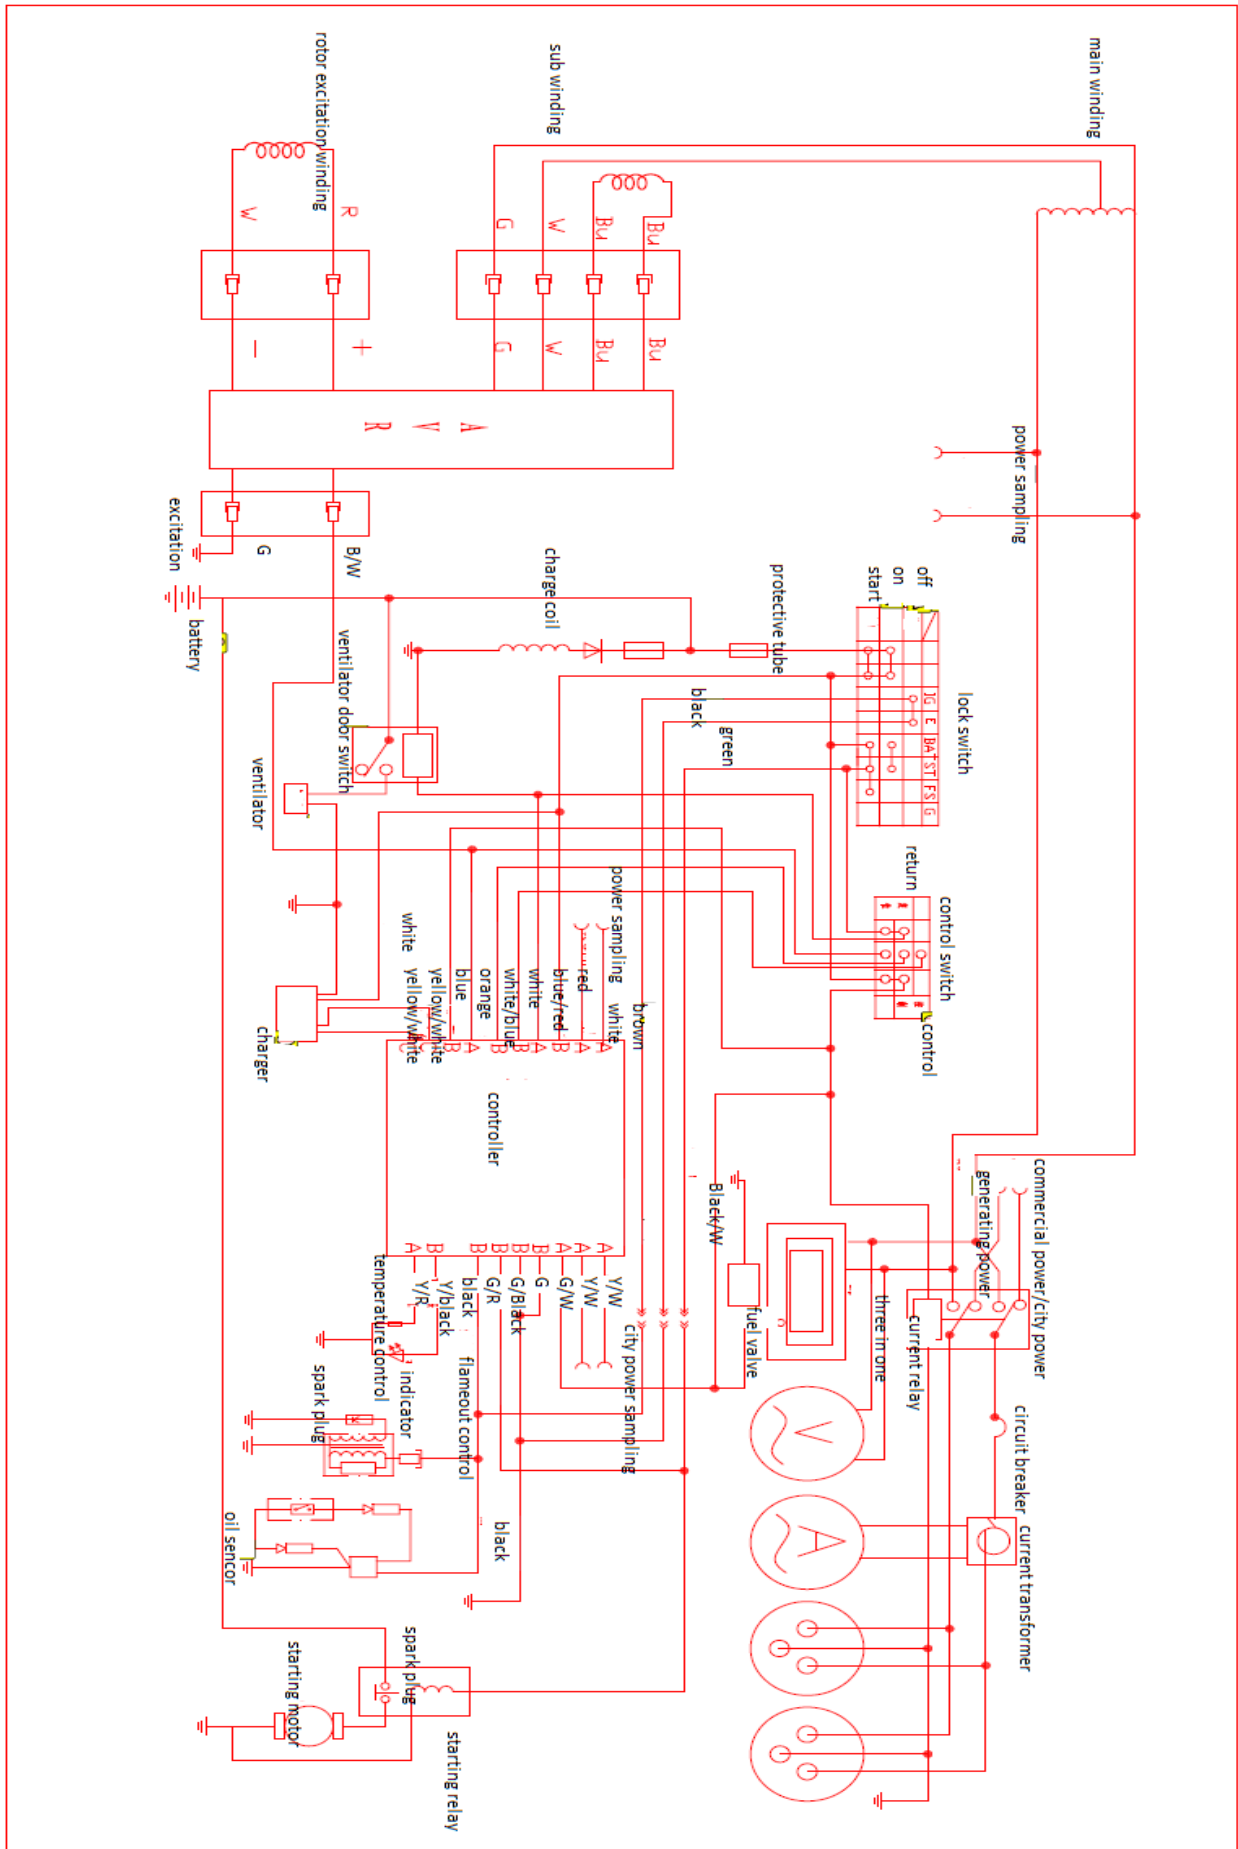 main winding
commercial power/city power
generating power
circuit breaker
current transformer
power sampling
lock switch
off
on
start
IG E BAT ST FS G
control switch
return
control
current relay
three in one
protective tube
fuel valve
V
A
black
green
Black/W
brown
city power sampling
sub winding
G W Bu Bu
G W Bu Bu
charge coil
power sampling
white
red
blue/red
white
white/blue
orange
blue
yellow/white
yellow/white
white
A
A
B
A
B
B
A
B
controller
A
A
A
B
B
B
B
B
A
Y/W
Y/W
G/W
G
G/Black
G/R
black
Y/black
Y/R
flameout control
black
starting relay
rotor excitation winding
R
W
+
-
A V R
B/W
G
excitation
battery
ventilator door switch
ventilator
charger
temperature control
indicator
spark plug
oil sencor
spark plug
starting motor